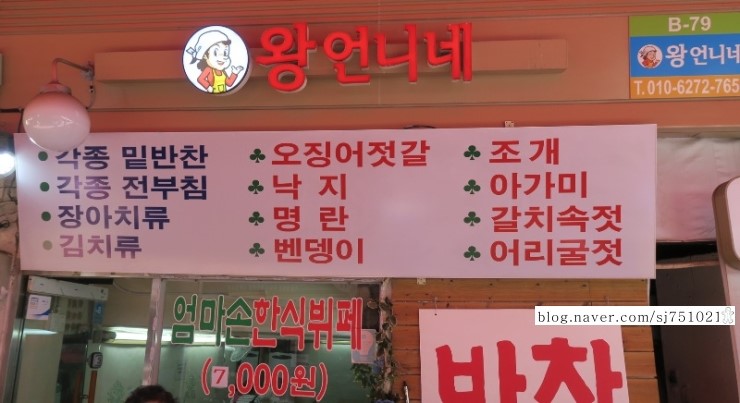 왕언니네
B-79
왕언니네
T.010-6272-765
각종 밑반찬
각종 전부침
장아치류
김치류
오징어젓갈
낙지
명란
벤뎅이
조개
아가미
갈치속젓
어리굴젓
엄마손한식뷔페
(7,000원)
반찬
blog.naver.com/sj751021